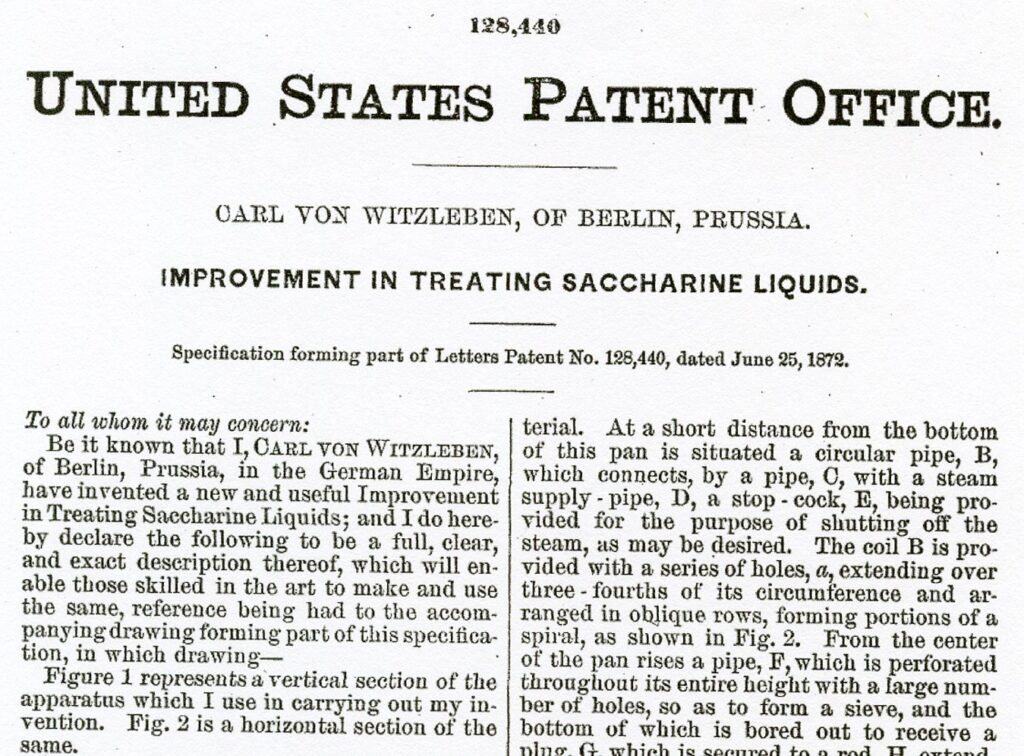 128,440
UNITED STATES PATENT OFFICE.
CARL VON WITZLEBEN, OF BERLIN, PRUSSIA.
IMPROVEMENT IN TREATING SACCHARINE LIQUIDS.
Specification forming part of Letters Patent No. 128,440, dated June 25, 1872.
To all whom it may concern:
Be it known that I, CARL VON WITZLEBEN,
of Berlin, Prussia, in the German Empire,
have invented a new and useful Improvement
in Treating Saccharine Liquids; and I do here-
by declare the following to be a full, clear,
and exact description thereof, which will en-
able those skilled in the art to make and use
the same, reference being had to the accom-
panying drawing forming part of this specifica-
tion, in which drawing—
Figure 1 represents a vertical section of the
apparatus which I use in carrying out my in-
vention. Fig. 2 is a horizontal section of the
same.
terial. At a short distance from the bottom
of this pan is situated a circular pipe, B,
which connects, by a pipe, C, with a steam
supply-pipe, D, a stop-cock, E, being pro-
vided for the purpose of shutting off the
steam, as may be desired. The coil B is pro-
vided with a series of holes, a, extending over
three-fourths of its circumference and ar-
ranged in oblique rows, forming portions of a
spiral, as shown in Fig. 2. From the center
of the pan rises a pipe, F, which is perforated
throughout its entire height with a large num-
ber of holes, so as to form a sieve, and the
bottom of which is bored out to receive a
plug, G, which is secured to a rod, H, extend-